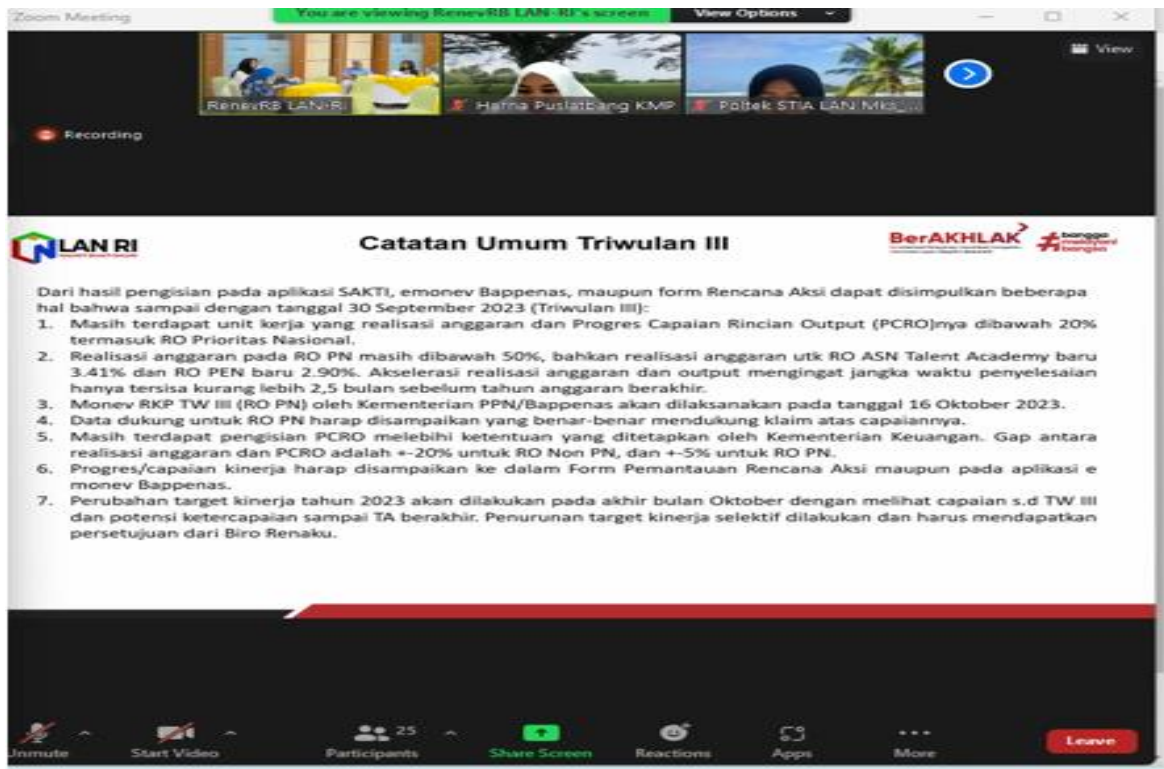 Zoom Meeting
You are viewing RenevRB LAN-RI's screen
View Options
View
RenevRB LAN-RI
Hafna Puslatbang KMP
Poltek STIA LAN Mks_...
Recording
LAN RI
Catatan Umum Triwulan III
BerAKHLAK
#bangga melayani bangsa
Dari hasil pengisian pada aplikasi SAKTI, emonev Bappenas, maupun form Rencana Aksi dapat disimpulkan beberapa
hal bahwa sampai dengan tanggal 30 September 2023 (Triwulan III):
1. Masih terdapat unit kerja yang realisasi anggaran dan Progres Capaian Rincian Output (PCRO)nya dibawah 20%
termasuk RO Prioritas Nasional.
2. Realisasi anggaran pada RO PN masih dibawah 50%, bahkan realisasi anggaran utk RO ASN Talent Academy baru
3.41% dan RO PEN baru 2.90%. Akselerasi realisasi anggaran dan output mengingat jangka waktu penyelesaian
hanya tersisa kurang lebih 2,5 bulan sebelum tahun anggaran berakhir.
3. Monev RKP TW III (RO PN) oleh Kementerian PPN/Bappenas akan dilaksanakan pada tanggal 16 Oktober 2023.
4. Data dukung untuk RO PN harap disampaikan yang benar-benar mendukung klaim atas capaiannya.
5. Masih terdapat pengisian PCRO melebihi ketentuan yang ditetapkan oleh Kementerian Keuangan. Gap antara
realisasi anggaran dan PCRO adalah +-20% untuk RO Non PN, dan +-5% untuk RO PN.
6. Progres/capaian kinerja harap disampaikan ke dalam Form Pemantauan Rencana Aksi maupun pada aplikasi e
monev Bappenas.
7. Perubahan target kinerja tahun 2023 akan dilakukan pada akhir bulan Oktober dengan melihat capaian s.d TW III
dan potensi ketercapaian sampai TA berakhir. Penurunan target kinerja selektif dilakukan dan harus mendapatkan
persetujuan dari Biro Renaku.
25
Unmute
Start Video
Participants
Share Screen
Reactions
Apps
More
Leave